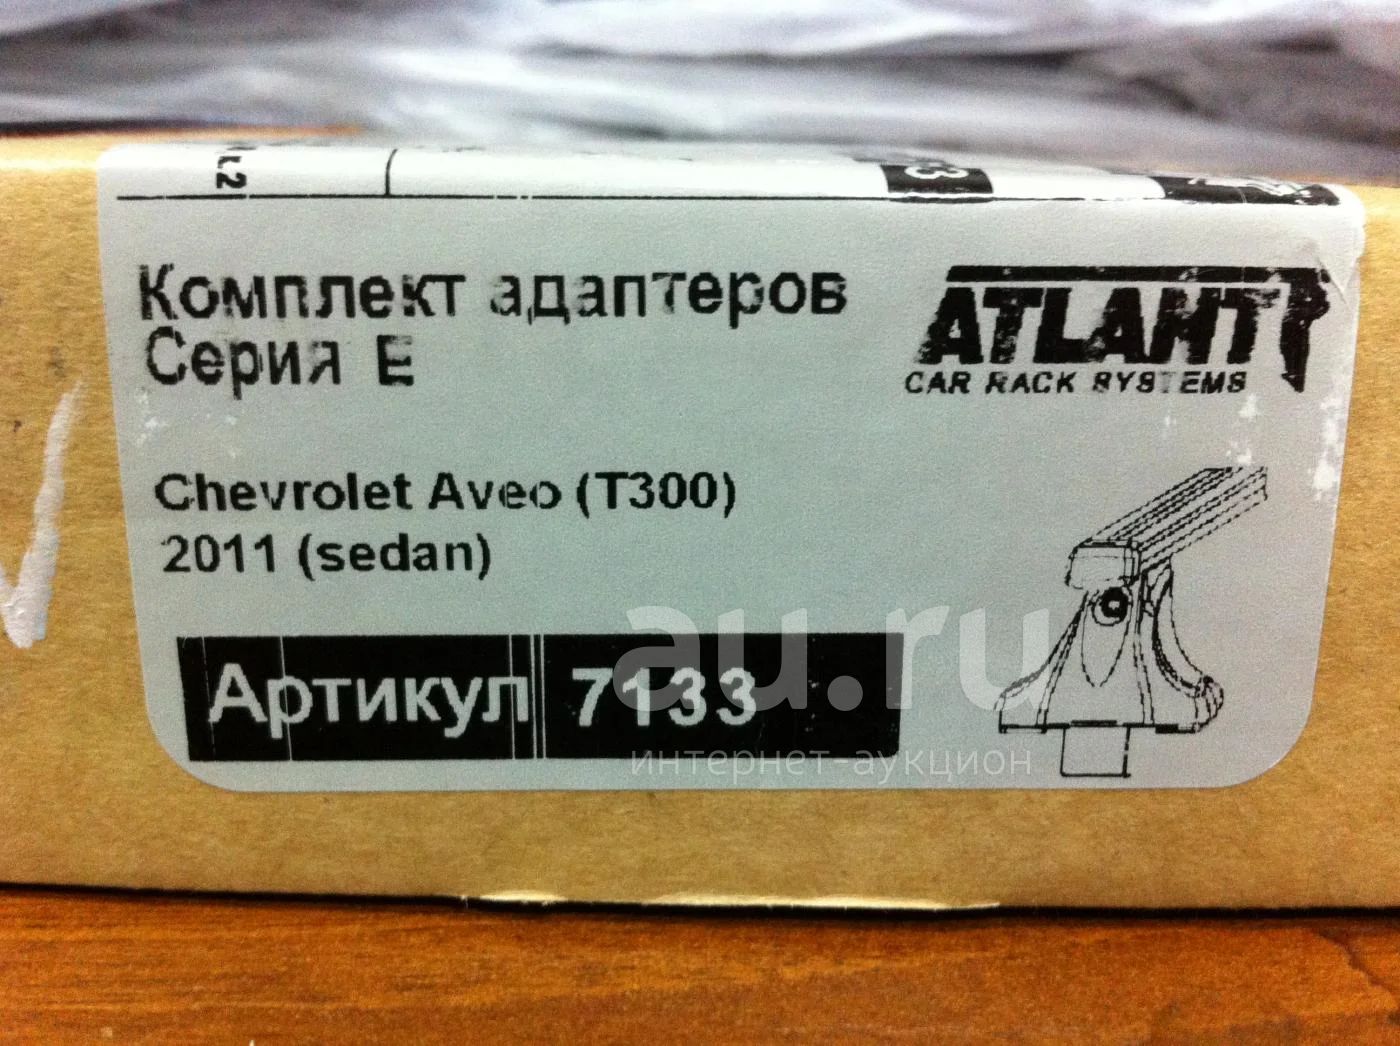 Комплект адаптеров
Серия E
ATLANT
CAR RACK SYSTEMS
Chevrolet Aveo (T300)
2011 (sedan)
Артикул 7133
au.ru
интернет-аукцион